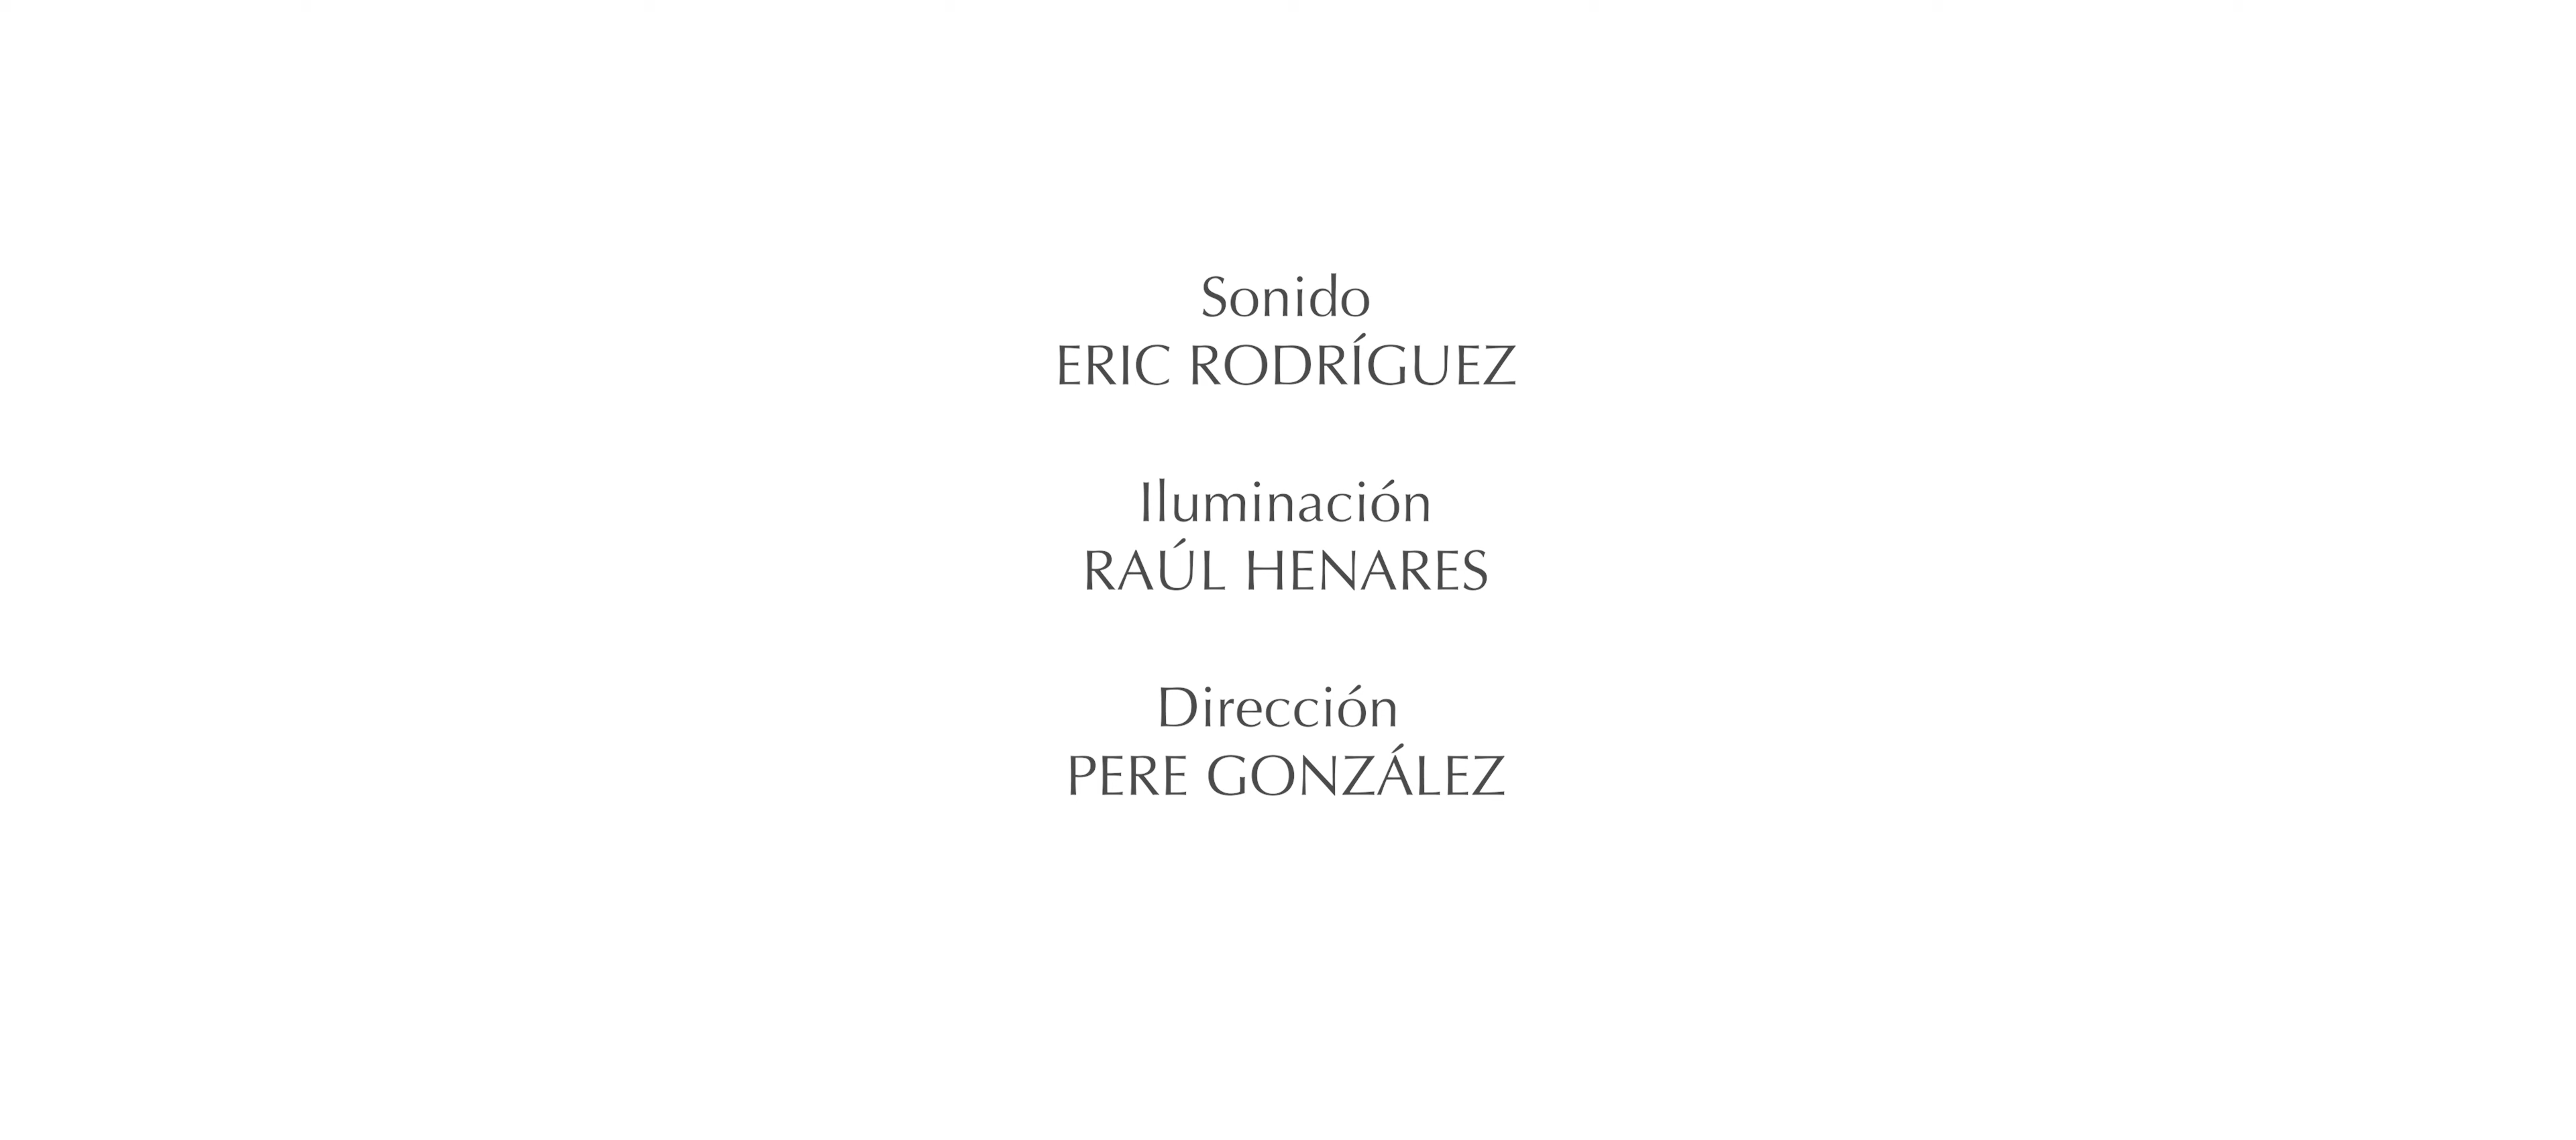 Sonido
ERIC RODRÍGUEZ
Iluminación
RAÚL HENARES
Dirección
PERE GONZÁLEZ